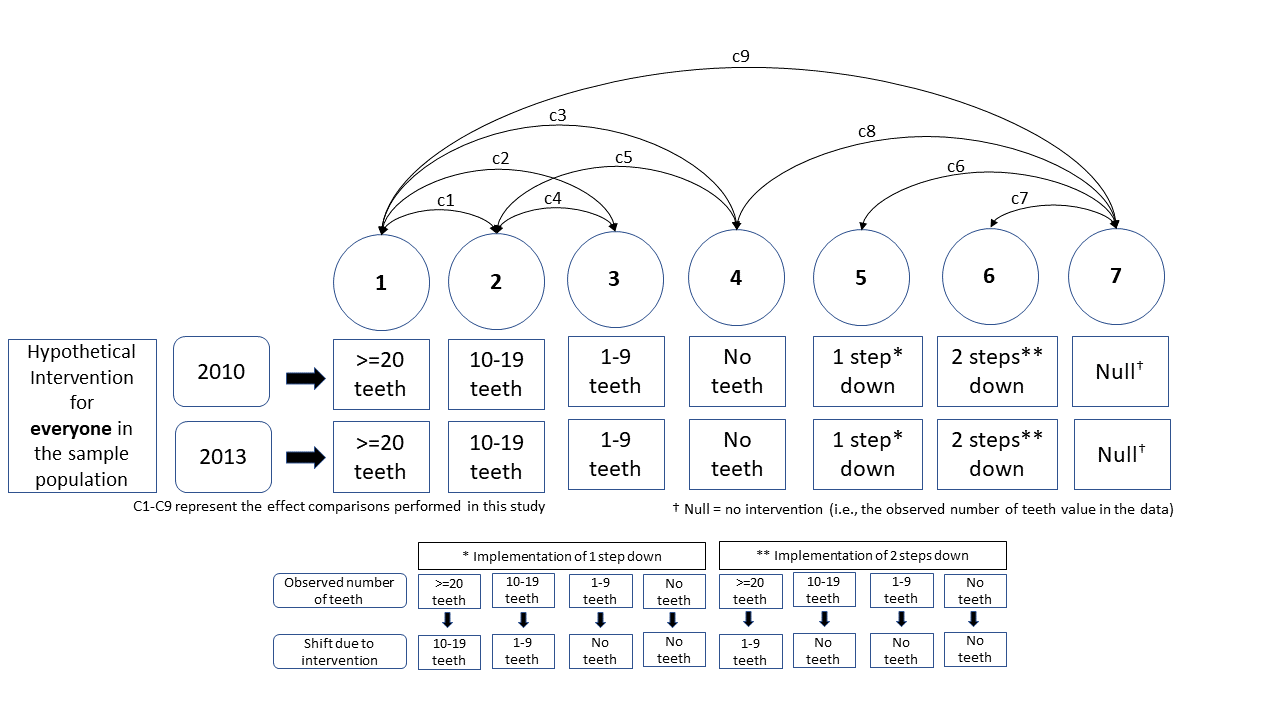 c9
c3
c8
c2
c5
c6
c1
c4
c7
1
2
3
4
5
6
7
Hypothetical
Intervention
for
everyone in
the sample
population
2010
>=20
teeth
10-19
teeth
1-9
teeth
No
teeth
1 step*
down
2 steps**
down
Null†
2013
>=20
teeth
10-19
teeth
1-9
teeth
No
teeth
1 step*
down
2 steps**
down
Null†
C1-C9 represent the effect comparisons performed in this study
† Null = no intervention (i.e., the observed number of teeth value in the data)
* Implementation of 1 step down
** Implementation of 2 steps down
Observed number
of teeth
>=20
teeth
10-19
teeth
1-9
teeth
No
teeth
>=20
teeth
10-19
teeth
1-9
teeth
No
teeth
Shift due to
intervention
10-19
teeth
1-9
teeth
No
teeth
No
teeth
1-9
teeth
No
teeth
No
teeth
No
teeth